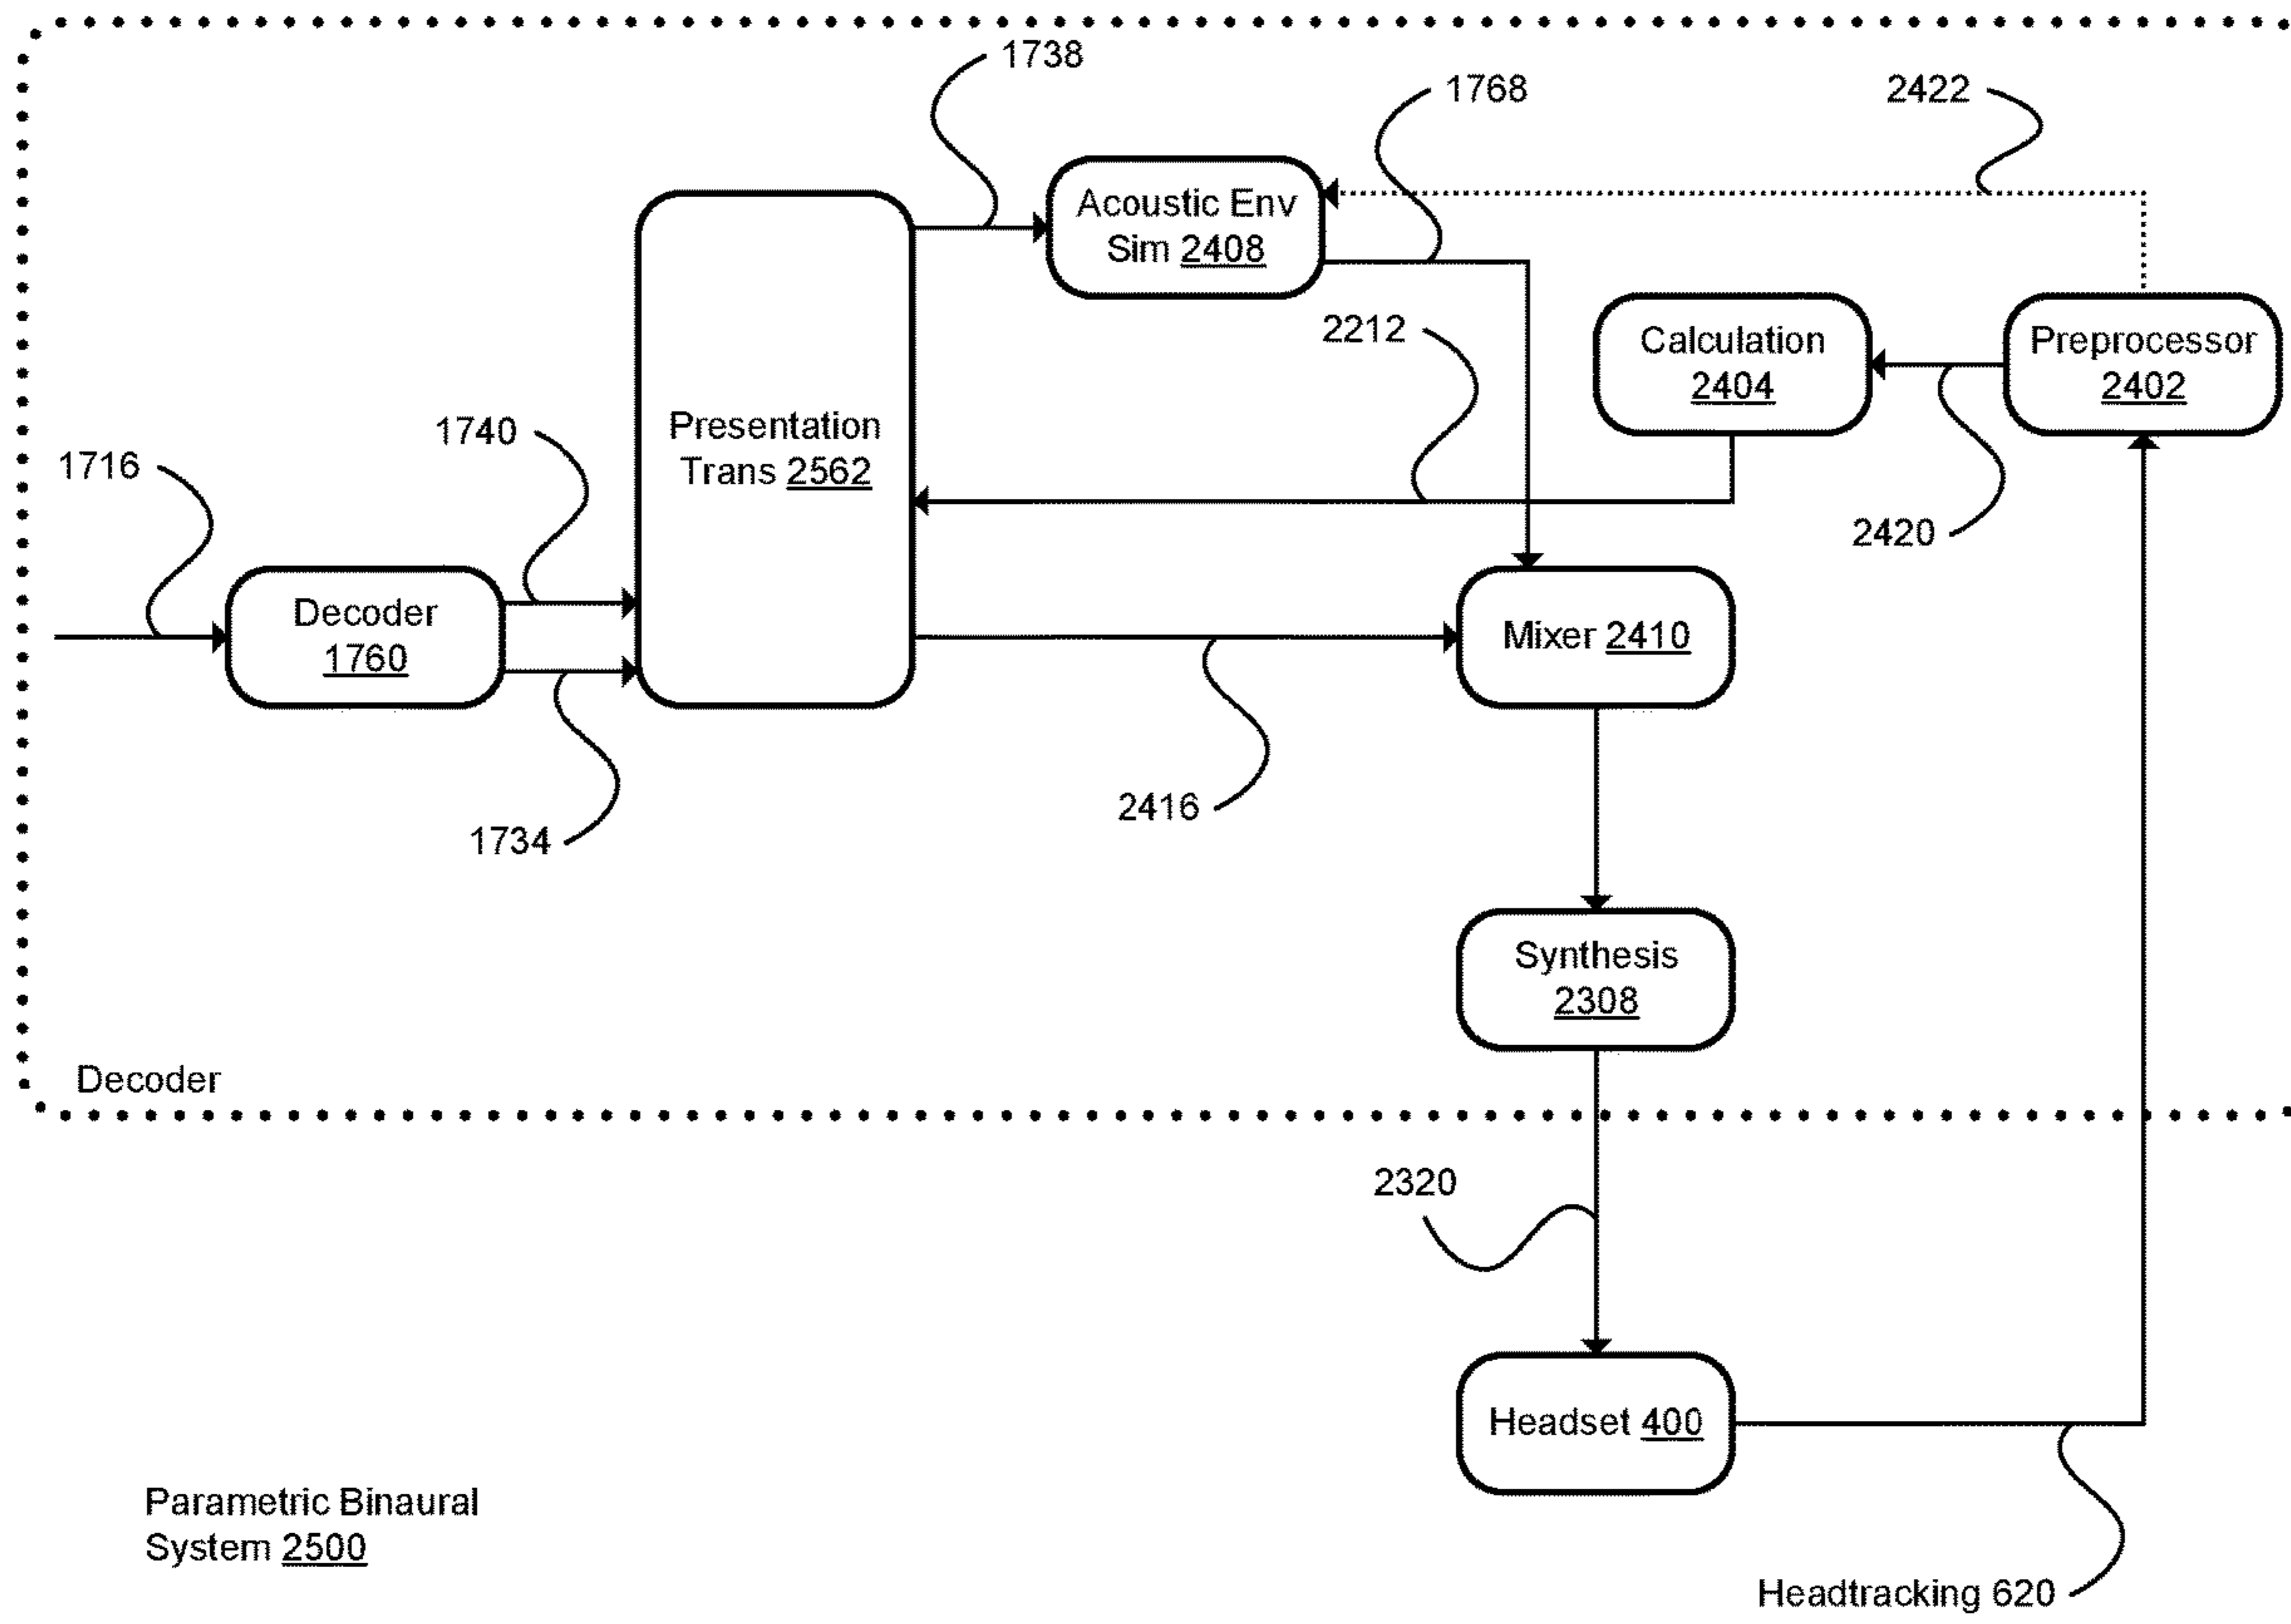 1738
1768
2422
Acoustic Env
Sim 2408
2212
Calculation
2404
Preprocessor
2402
1740
Presentation
Trans 2562
1716
2420
Decoder
1760
Mixer 2410
2416
1734
Synthesis
2308
Decoder
2320
Headset 400
Parametric Binaural
System 2500
Headtracking 620